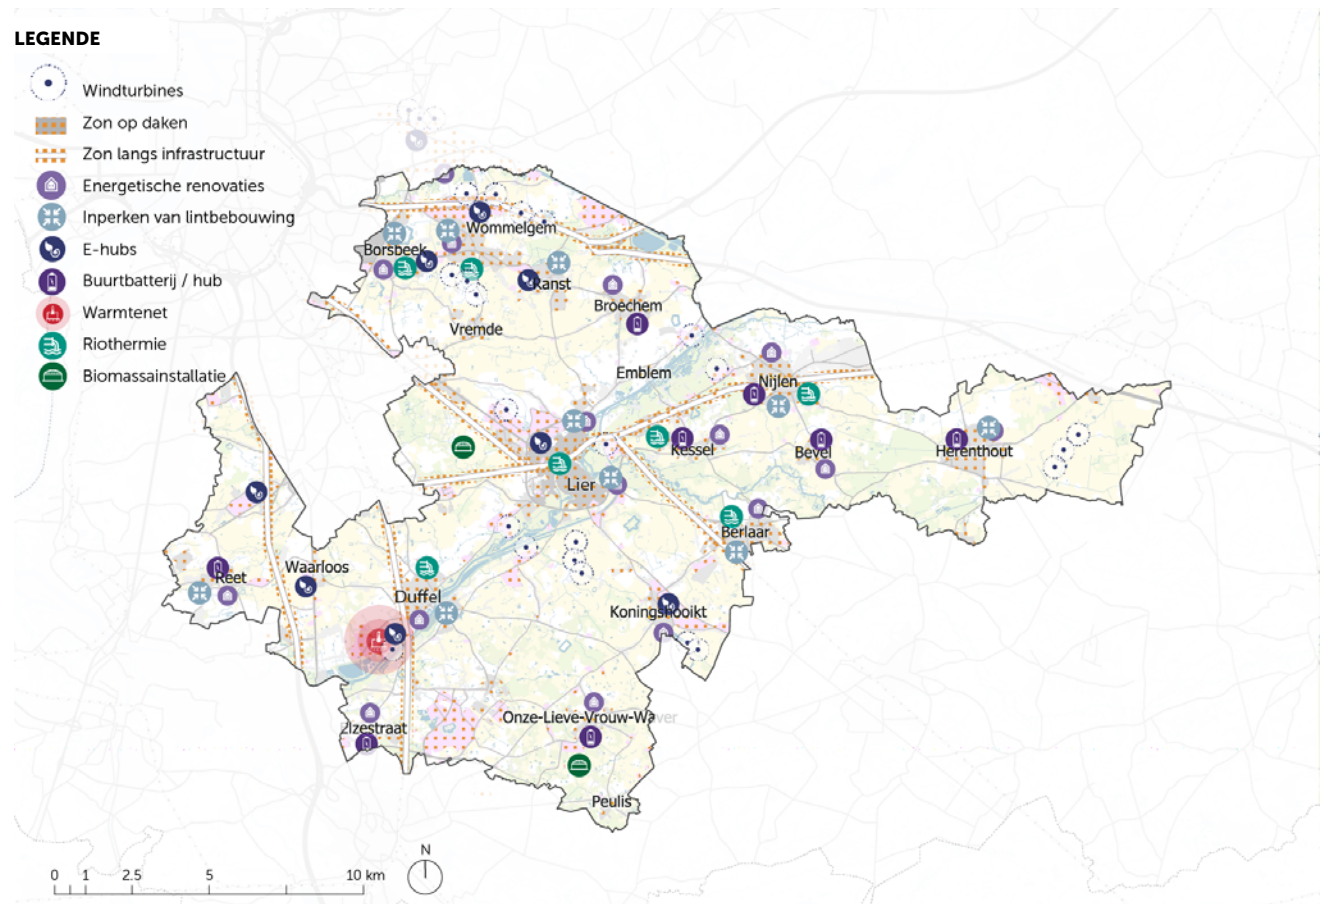 LEGENDE
Windturbines
Zon op daken
Zon langs infrastructuur
Energetische renovaties
Inperken van lintbebouwing
E-hubs
Buurtbatterij / hub
Warmtenet
Riothermie
Biomassainstallatie
Wommelgem
Borsbeek
Ranst
Broechem
Vremde
Emblem
Nijlen
Kessel
Bevel
Herenthout
Lier
Berlaar
Waarloos
Reet
Duffel
Koningshooikt
Onze-Lieve-Vrouw-Waver
Elzestraat
Peulis
N
0 1 2.5 5 10 km